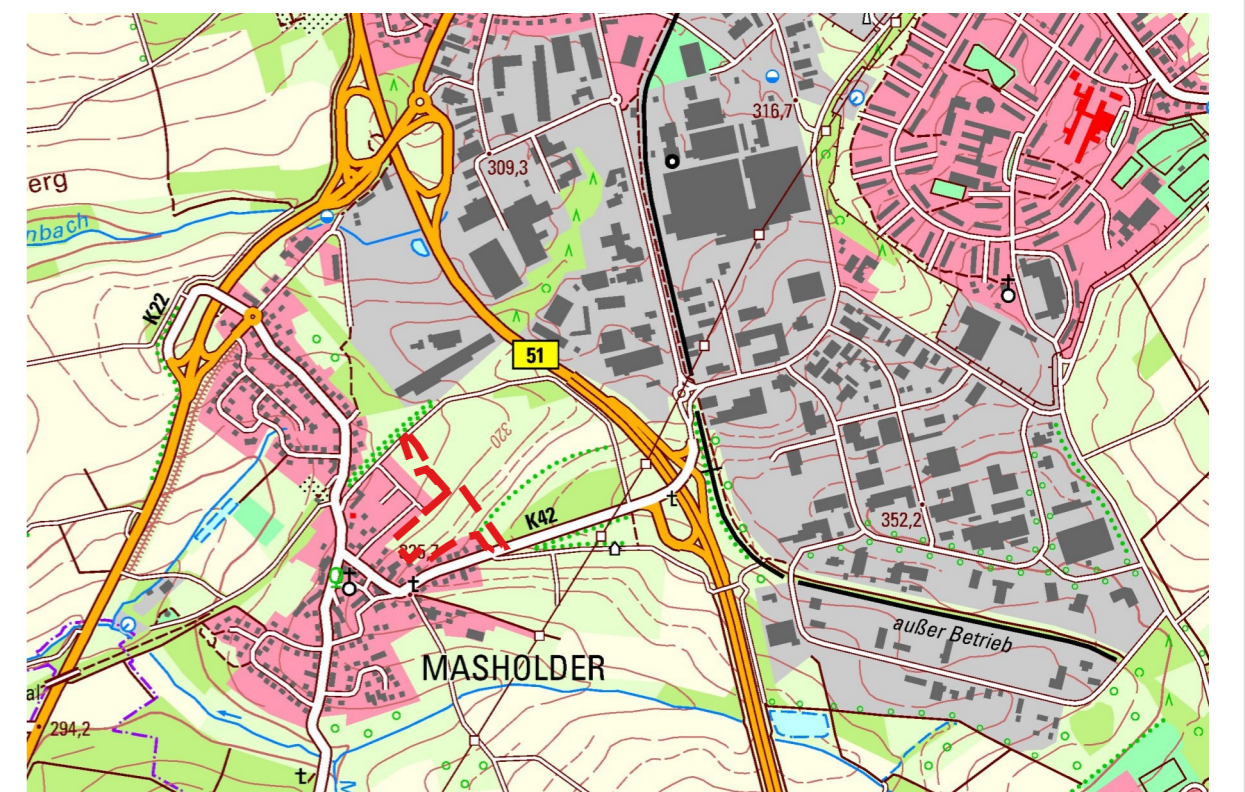 316,7
309,3
erg
nbach
K22
51
320
K42
352,2
325,7
außer Betrieb
MASHOLDER
al
294,2
M